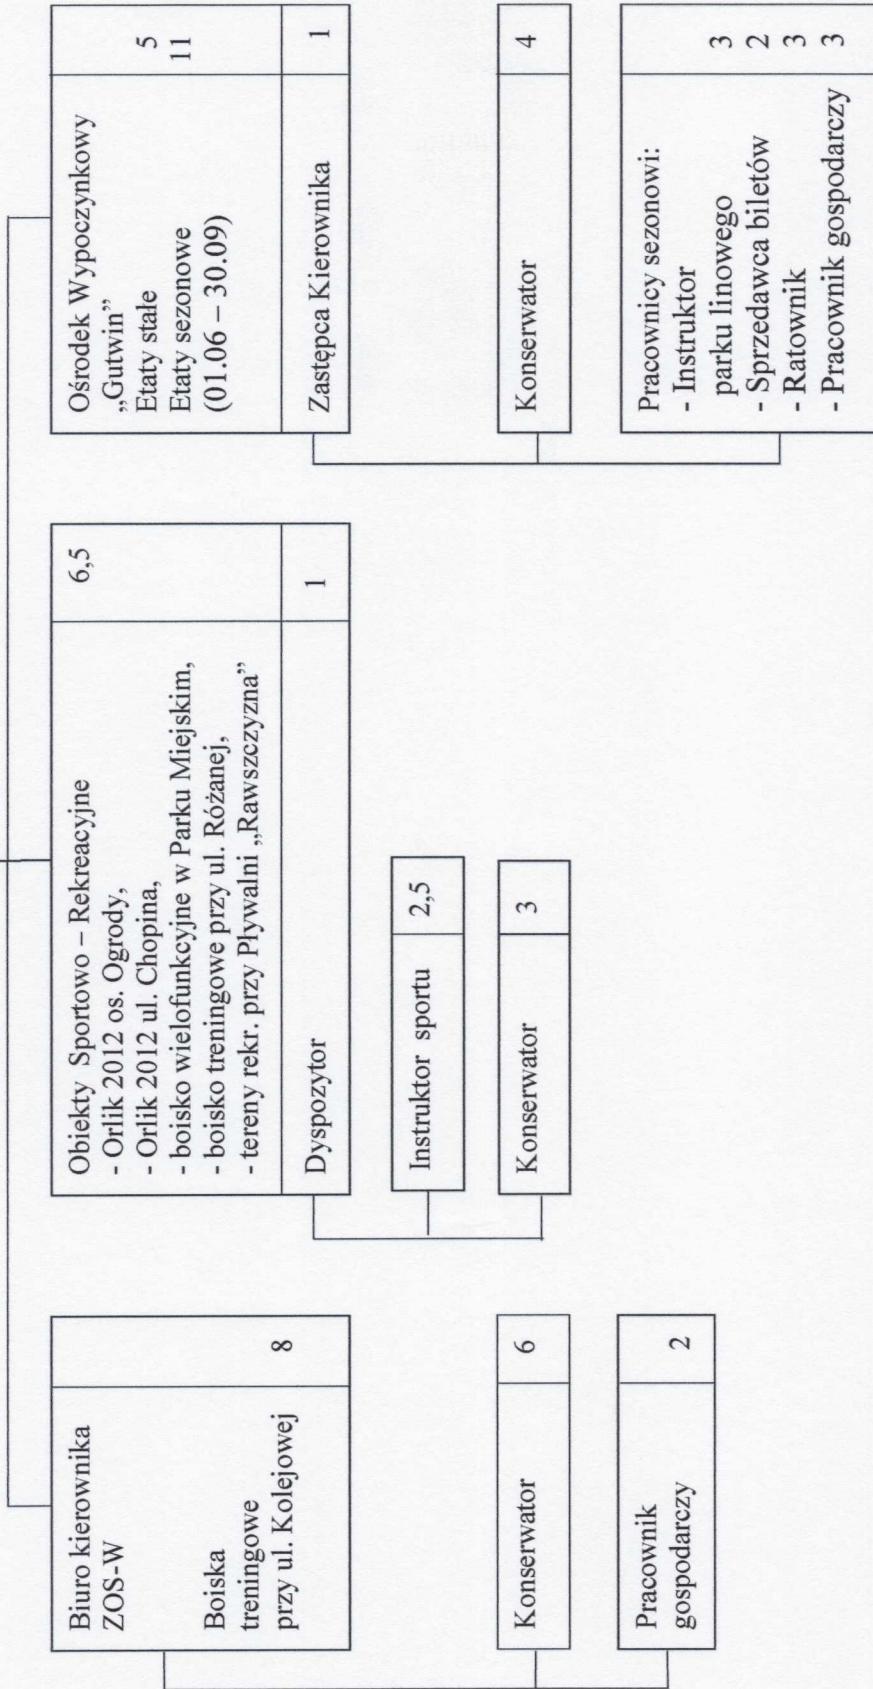 Biuro kierownika
ZOS-W
Boiska
treningowe
przy ul. Kolejowej 8
Konserwator 6
Pracownik
gospodarczy 2
Obiekty Sportowo – Rekreacyjne 6,5
- Orlik 2012 os. Ogrody,
- Orlik 2012 ul. Chopina,
- boisko wielofunkcyjne w Parku Miejskim,
- boisko treningowe przy ul. Różanej,
- tereny rekr. przy Pływalni „Rawszczyzna”
Dyspozytor 1
Instruktor sportu 2,5
Konserwator 3
Ośrodek Wypoczynkowy
„Gutwin”
Etaty stałe 5
Etaty sezonowe 11
(01.06 – 30.09)
Zastępca Kierownika 1
Konserwator 4
Pracownicy sezonowi:
- Instruktor
parku linowego 3
- Sprzedawca biletów 2
- Ratownik 3
- Pracownik gospodarczy 3